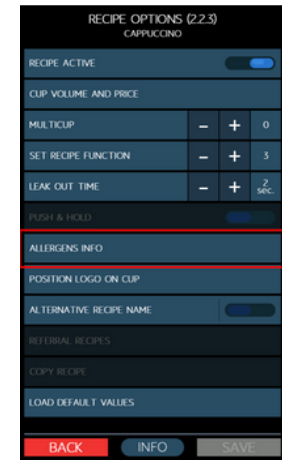 RECIPE OPTIONS (2.2.3)
CAPPUCCINO
RECIPE ACTIVE
CUP VOLUME AND PRICE
MULTICUP - + 0
SET RECIPE FUNCTION - + 3
LEAK OUT TIME - + 2 sec.
PUSH & HOLD
ALLERGENS INFO
POSITION LOGO ON CUP
ALTERNATIVE RECIPE NAME
REFERRAL RECIPES
COPY RECIPE
LOAD DEFAULT VALUES
BACK INFO SAVE